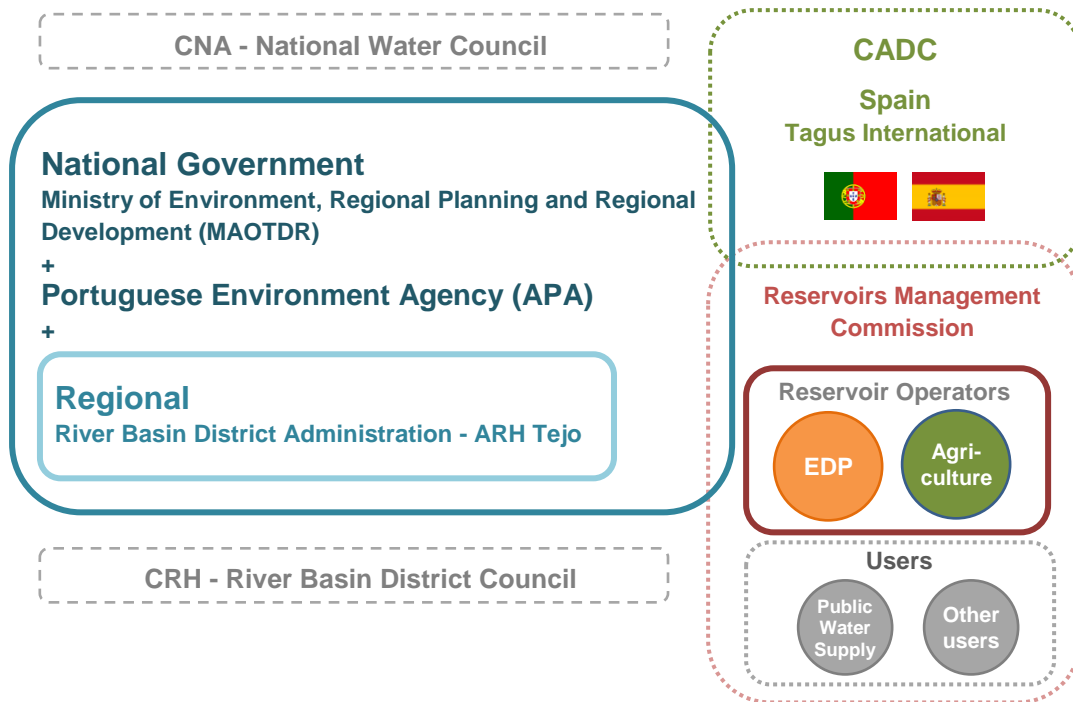 CNA - National Water Council
National Government
Ministry of Environment, Regional Planning and Regional
Development (MAOTDR)
+
Portuguese Environment Agency (APA)
+
Regional
River Basin District Administration - ARH Tejo
CRH - River Basin District Council
CADC
Spain
Tagus International
Reservoirs Management
Commission
Reservoir Operators
EDP
Agri-
culture
Users
Public
Water
Supply
Other
users